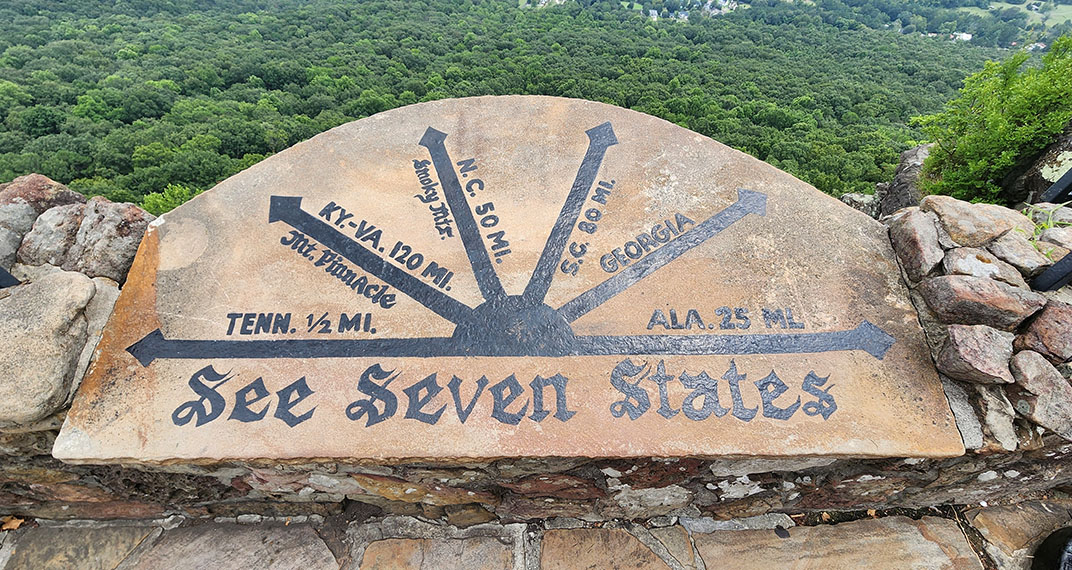 TENN. ½ MI.
KY.-VA. 120 MI.
Mt. Pinnacle
N.C. 50 MI.
Smoky Mts.
S.C. 80 MI.
GEORGIA
ALA. 25 MI.
See Seven States